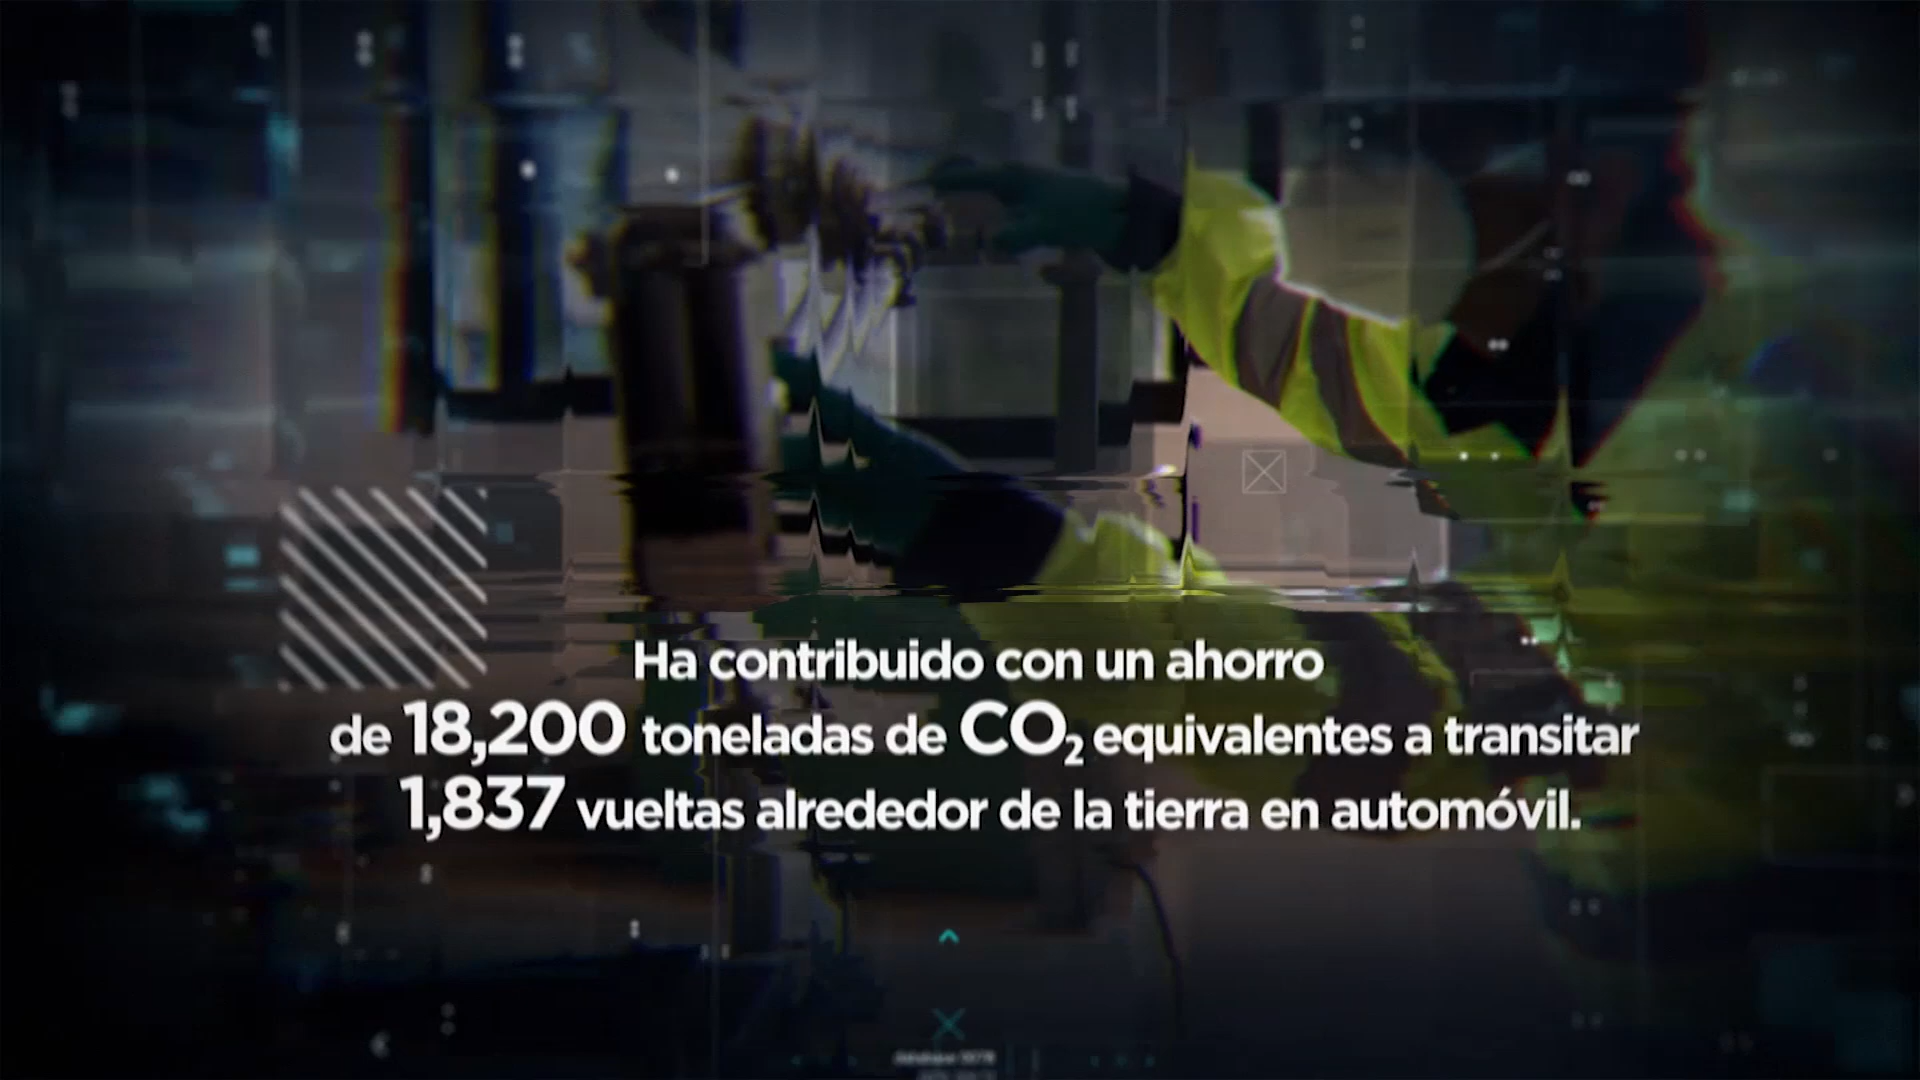 Ha contribuido con un ahorro
de 18,200 toneladas de CO₂ equivalentes a transitar
1,837 vueltas alrededor de la tierra en automóvil.